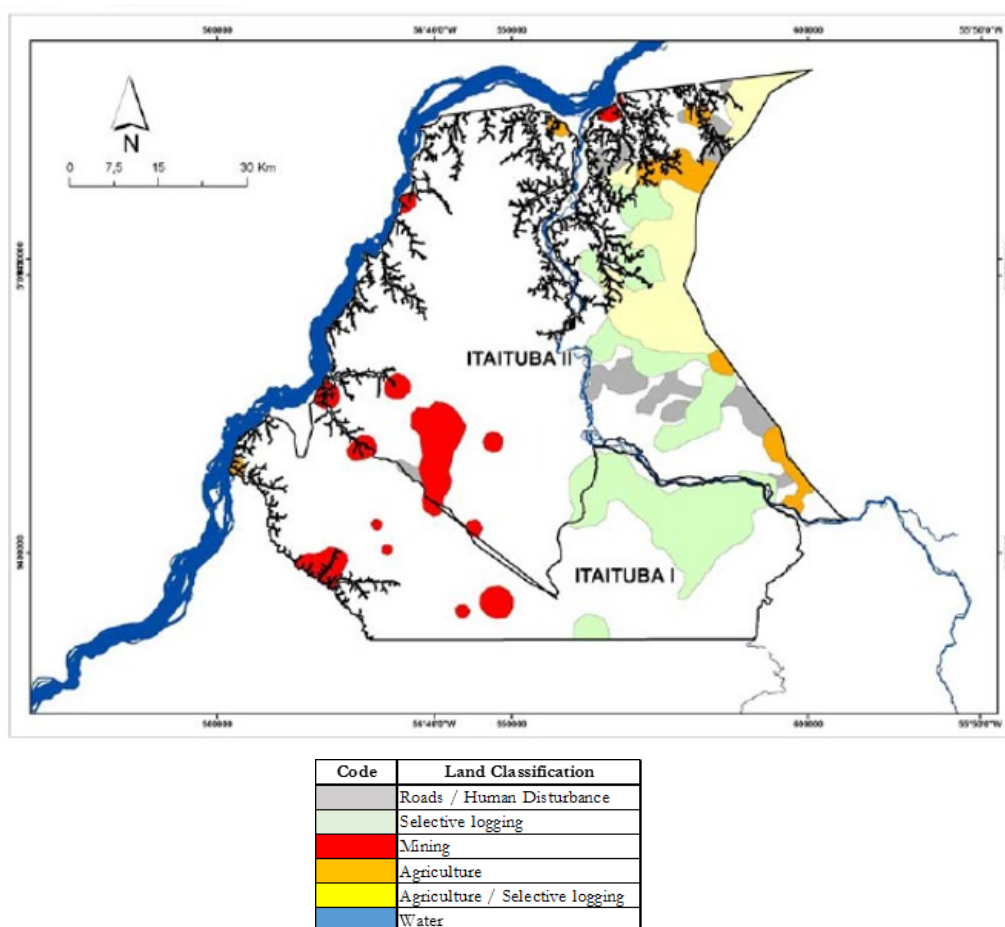 500000 56°40'0"W 550000 600000 55°50'0"W
N
0 7,5 15 30 Km
ITAITUBA II
ITAITUBA I
500000 56°40'0"W 550000 600000 55°50'0"W
Code Land Classification
Roads / Human Disturbance
Selective logging
Mining
Agriculture
Agriculture / Selective logging
Water